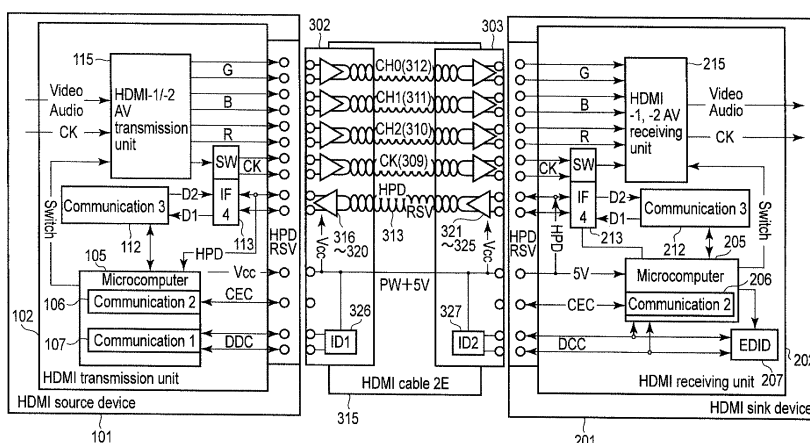 302
303
115
HDMI-1/-2
AV
transmission
unit
G
B
R
Video
Audio
CK
SW
CK
CH0(312)
CH1(311)
CH2(310)
CK(309)
HPD
RSV
313
316
~320
321
~325
215
HDMI
-1, -2 AV
receiving
unit
G
B
R
Video
Audio
CK
CK
SW
Communication 3
112
D2
D1
IF
4
113
HPD
Switch
HPD
RSV
Vcc
Vcc
HPD
RSV
HPD
IF
4
213
D2
D1
Communication 3
212
205
Switch
105
Microcomputer
Vcc
106
Communication 2
CEC
107
Communication 1
DDC
102
HDMI transmission unit
HDMI source device
101
PW+5V
326
ID1
327
ID2
HDMI cable 2E
315
5V
Microcomputer
206
CEC
Communication 2
DCC
EDID
207
202
HDMI receiving unit
HDMI sink device
201